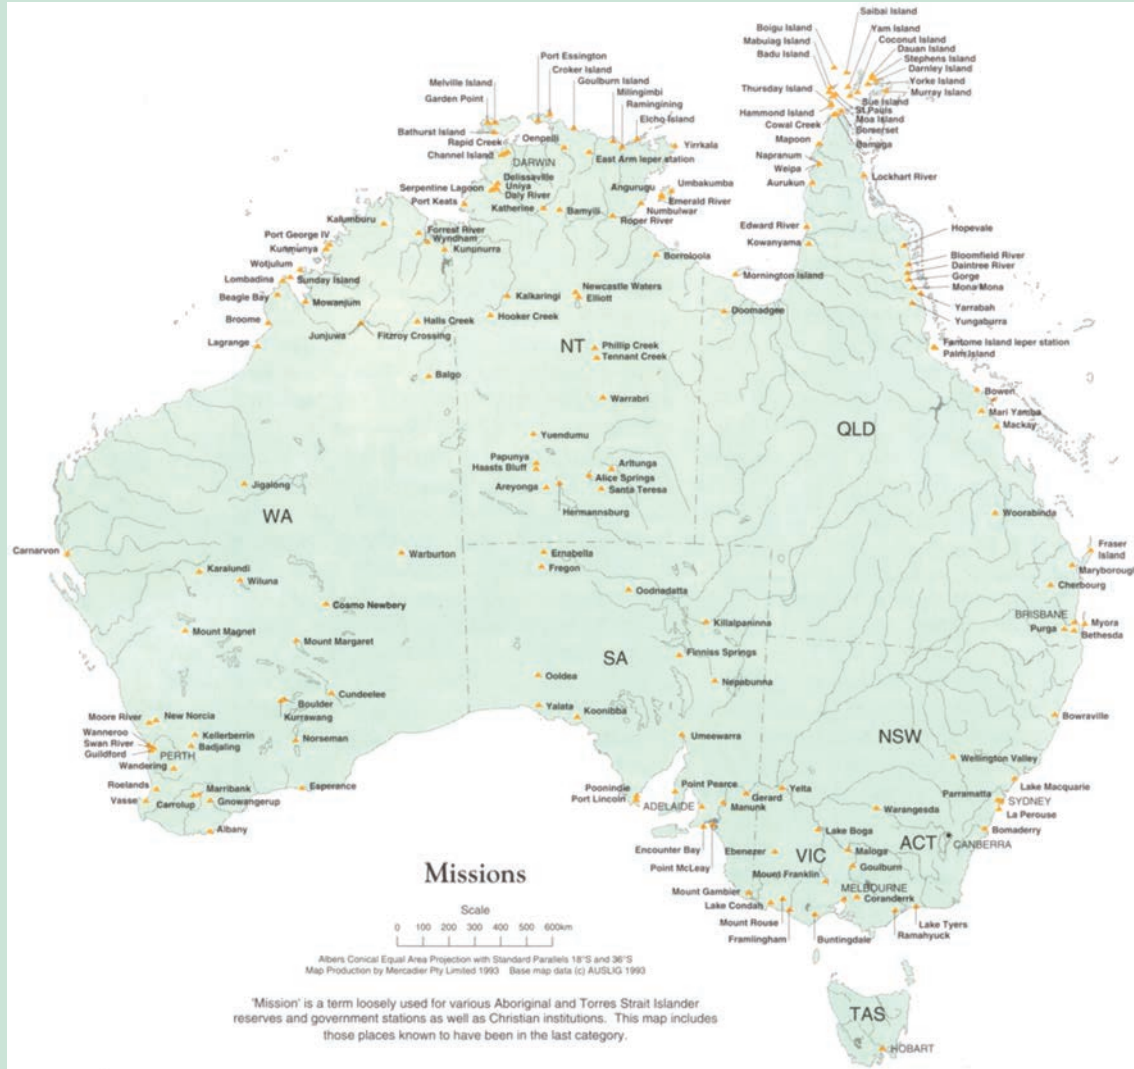 Saibai Island
Boigu Island
Yam Island
Mabuiag Island
Coconut Island
Badu Island
Dauan Island
Stephens Island
Darnley Island
Thursday Island
Yorke Island
Murray Island
Sue Island
Hammond Island
St.Pauls
Moa Island
Cowal Creek
Somerset
Mapoon
Bamaga
Napranum
Weipa
Aurukun
Lockhart River
Edward River
Kowanyama
Hopevale
Bloomfield River
Daintree River
Gorge
Mona Mona
Yarrabah
Yungaburra
Mornington Island
Doomadgee
Fantome Island leper station
Palm Island
Bowen
Mari Yamba
Mackay
QLD
Woorabinda
Fraser
Island
Maryborough
Cherbourg
BRISBANE
Myora
Purga
Bethesda
Port Essington
Croker Island
Goulburn Island
Milingimbi
Ramingining
Elcho Island
Melville Island
Garden Point
Bathurst Island
Rapid Creek
Oenpelli
Yirrkala
Channel Island
DARWIN
East Arm leper station
Delissaville
Serpentine Lagoon
Uniya
Daly River
Port Keats
Angurugu
Umbakumba
Emerald River
Katherine
Bamyili
Numbulwar
Roper River
Borroloola
Newcastle Waters
Elliott
Kalkaringi
Hooker Creek
NT
Phillip Creek
Tennant Creek
Warrabri
Yuendumu
Papunya
Haasts Bluff
Arltunga
Alice Springs
Areyonga
Santa Teresa
Hermannsburg
Kalumburu
Port George IV
Forrest River
Wyndham
Kunmunya
Kununurra
Wotjulum
Lombadina
Sunday Island
Beagle Bay
Mowanjum
Broome
Halls Creek
Junjuwa
Fitzroy Crossing
Lagrange
Balgo
Jigalong
WA
Carnarvon
Warburton
Karalundi
Wiluna
Cosmo Newbery
Mount Magnet
Mount Margaret
Cundeelee
Boulder
Kurrawang
Moore River
New Norcia
Wanneroo
Kellerberrin
Swan River
Badjaling
Guildford
PERTH
Norseman
Wandering
Roelands
Marribank
Esperance
Vasse
Carrolup
Gnowangerup
Albany
Ernabella
Fregon
Oodnadatta
Killalpaninna
SA
Finniss Springs
Nepabunna
Ooldea
Yalata
Koonibba
Umeewarra
Poonindie
Point Pearce
Port Lincoln
ADELAIDE
Manunk
Gerard
Yelta
Encounter Bay
Point McLeay
Bowraville
NSW
Wellington Valley
Lake Macquarie
Parramatta
SYDNEY
Warangesda
La Perouse
Bomaderry
ACT
CANBERRA
Lake Boga
Ebenezer
VIC
Maloga
Goulburn
Mount Franklin
MELBOURNE
Mount Gambier
Coranderrk
Lake Condah
Mount Rouse
Lake Tyers
Framlingham
Buntingdale
Ramahyuck
TAS
HOBART
Missions
Scale
0 100 200 300 400 500 600km
Albers Conical Equal Area Projection with Standard Parallels 18°S and 36°S
Map Production by Mercadier Pty Limited 1993 Base map data (c) AUSLIG 1993
'Mission' is a term loosely used for various Aboriginal and Torres Strait Islander
reserves and government stations as well as Christian institutions. This map includes
those places known to have been in the last category.